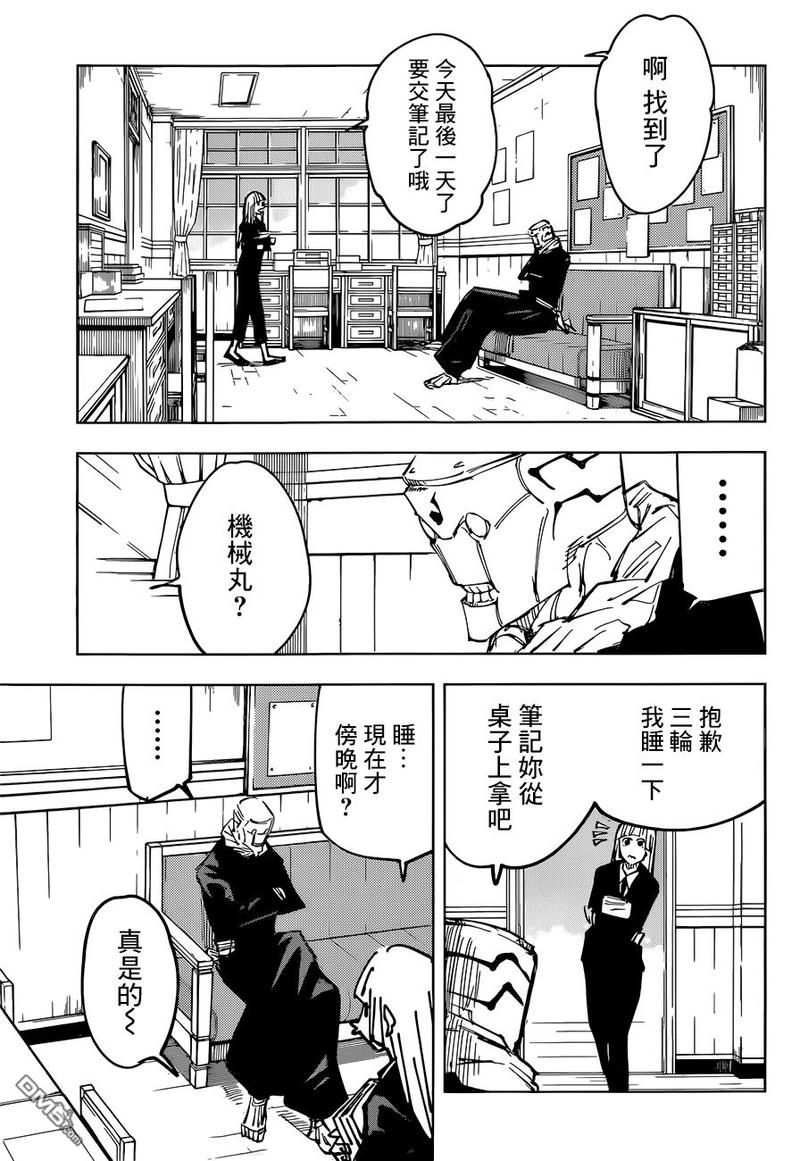 啊 找到了
今天最後一天了
要交筆記了哦
……
機械丸？
抱歉
三輪
我睡一下
筆記妳從
桌子上拿吧
睡…
現在才
傍晚啊？
……
真是的～
DM5